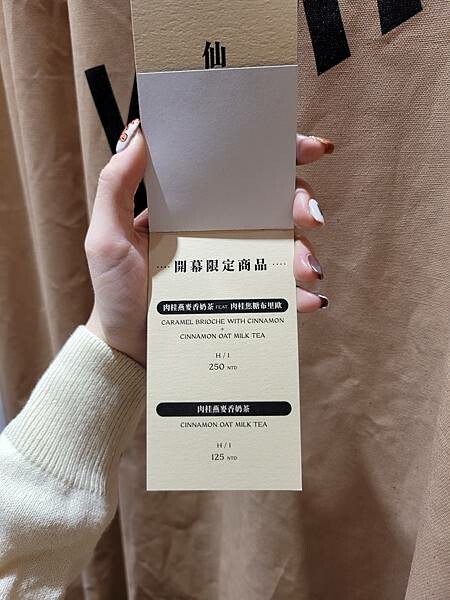 仙
···· 開幕限定商品 ····
肉桂燕麥香奶茶 FEAT 肉桂焦糖布里歐
CARAMEL BRIOCHE WITH CINNAMON
+
CINNAMON OAT MILK TEA
H / I
250 NTD
肉桂燕麥香奶茶
CINNAMON OAT MILK TEA
H / I
125 NTD